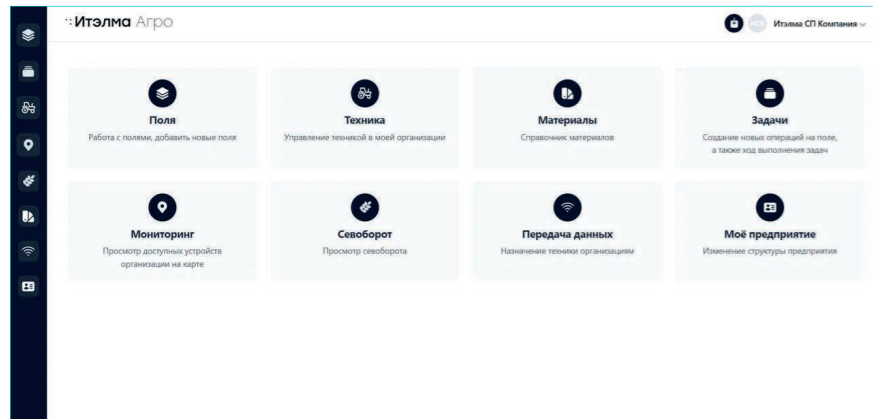 Итэлма Агро
Итэлма СП Компания
Поля
Работа с полями, добавить новые поля
Техника
Управление техникой в моей организации
Материалы
Справочник материалов
Задачи
Создание новых операций на поле,
а также ход выполнения задач
Мониторинг
Просмотр доступных устройств
организации на карте
Севоборот
Просмотр севоборота
Передача данных
Назначение техники организациям
Моё предприятие
Изменение структуры предприятия